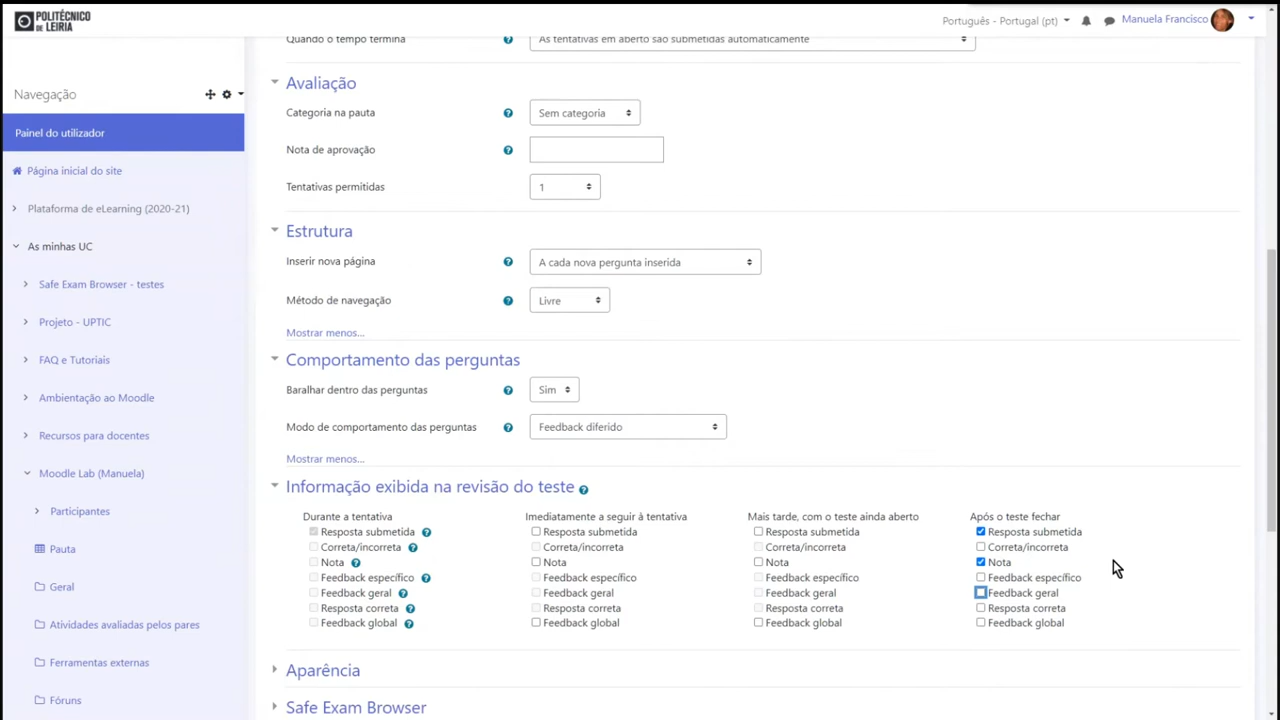 POLITÉCNICO
DE LEIRIA
Português - Portugal (pt)
Manuela Francisco
Navegação
Painel do utilizador
Página inicial do site
Plataforma de eLearning (2020-21)
As minhas UC
Safe Exam Browser - testes
Projeto - UPTIC
FAQ e Tutoriais
Ambientação ao Moodle
Recursos para docentes
Moodle Lab (Manuela)
Participantes
Pauta
Geral
Atividades avaliadas pelos pares
Ferramentas externas
Fóruns
Quando o tempo termina
As tentativas em aberto são submetidas automaticamente
Avaliação
Categoria na pauta
Sem categoria
Nota de aprovação
Tentativas permitidas
1
Estrutura
Inserir nova página
A cada nova pergunta inserida
Método de navegação
Livre
Mostrar menos...
Comportamento das perguntas
Baralhar dentro das perguntas
Sim
Modo de comportamento das perguntas
Feedback diferido
Mostrar menos...
Informação exibida na revisão do teste
Durante a tentativa
Resposta submetida
Correta/incorreta
Nota
Feedback específico
Feedback geral
Resposta correta
Feedback global
Imediatamente a seguir à tentativa
Resposta submetida
Correta/incorreta
Nota
Feedback específico
Feedback geral
Resposta correta
Feedback global
Mais tarde, com o teste ainda aberto
Resposta submetida
Correta/incorreta
Nota
Feedback específico
Feedback geral
Resposta correta
Feedback global
Após o teste fechar
Resposta submetida
Correta/incorreta
Nota
Feedback específico
Feedback geral
Resposta correta
Feedback global
Aparência
Safe Exam Browser